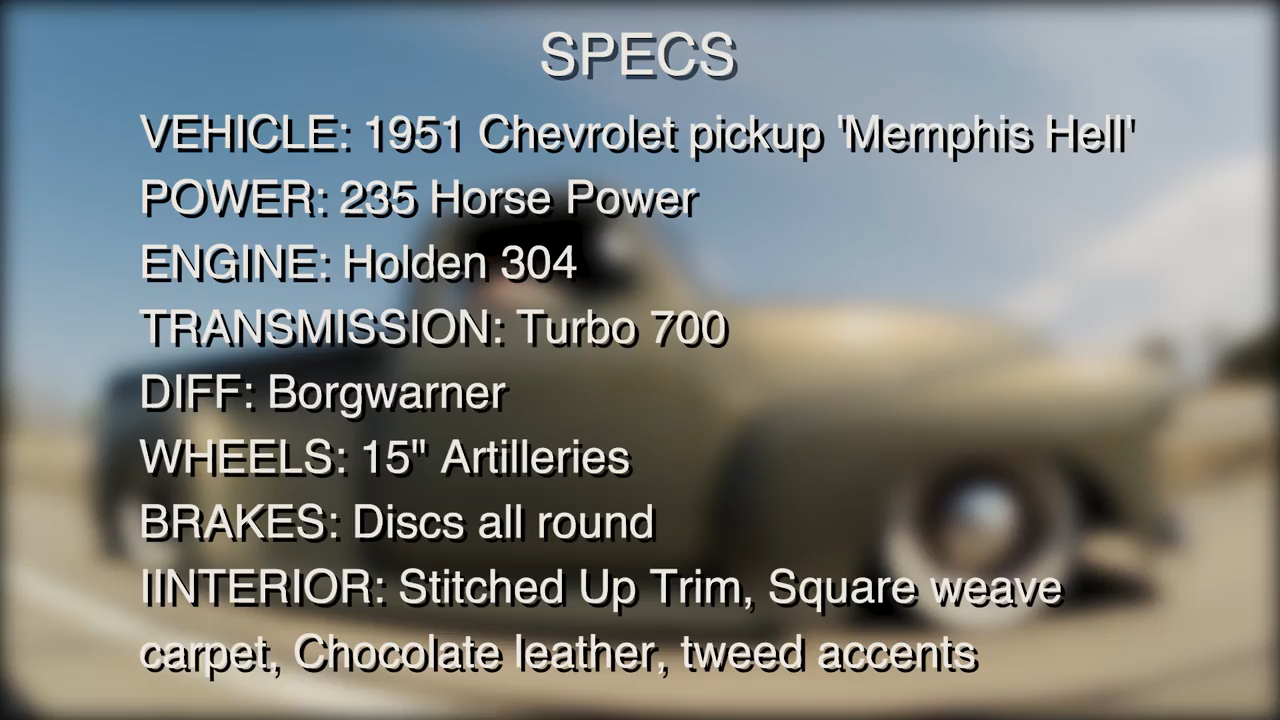 SPECS
VEHICLE: 1951 Chevrolet pickup 'Memphis Hell'
POWER: 235 Horse Power
ENGINE: Holden 304
TRANSMISSION: Turbo 700
DIFF: Borgwarner
WHEELS: 15" Artilleries
BRAKES: Discs all round
IINTERIOR: Stitched Up Trim, Square weave
carpet, Chocolate leather, tweed accents